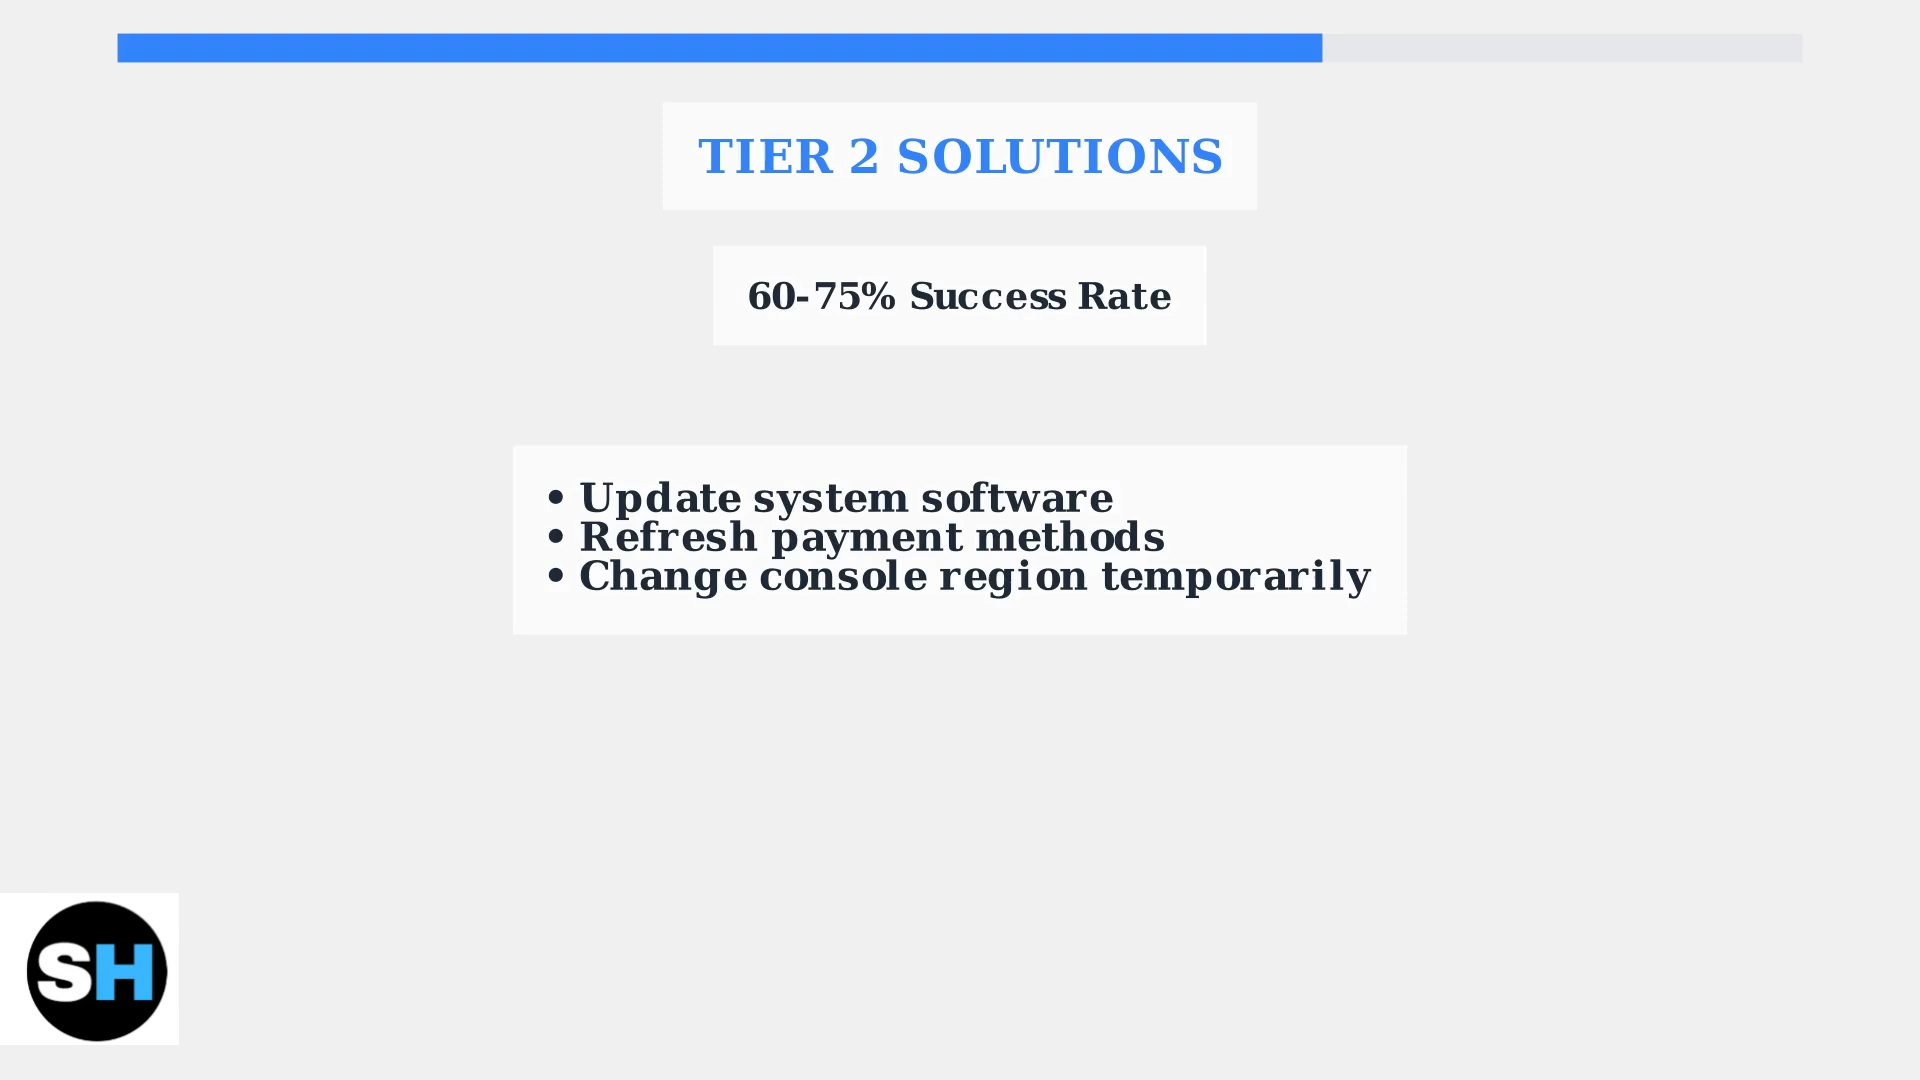 TIER 2 SOLUTIONS
60-75% Success Rate
• Update system software
• Refresh payment methods
• Change console region temporarily
SH